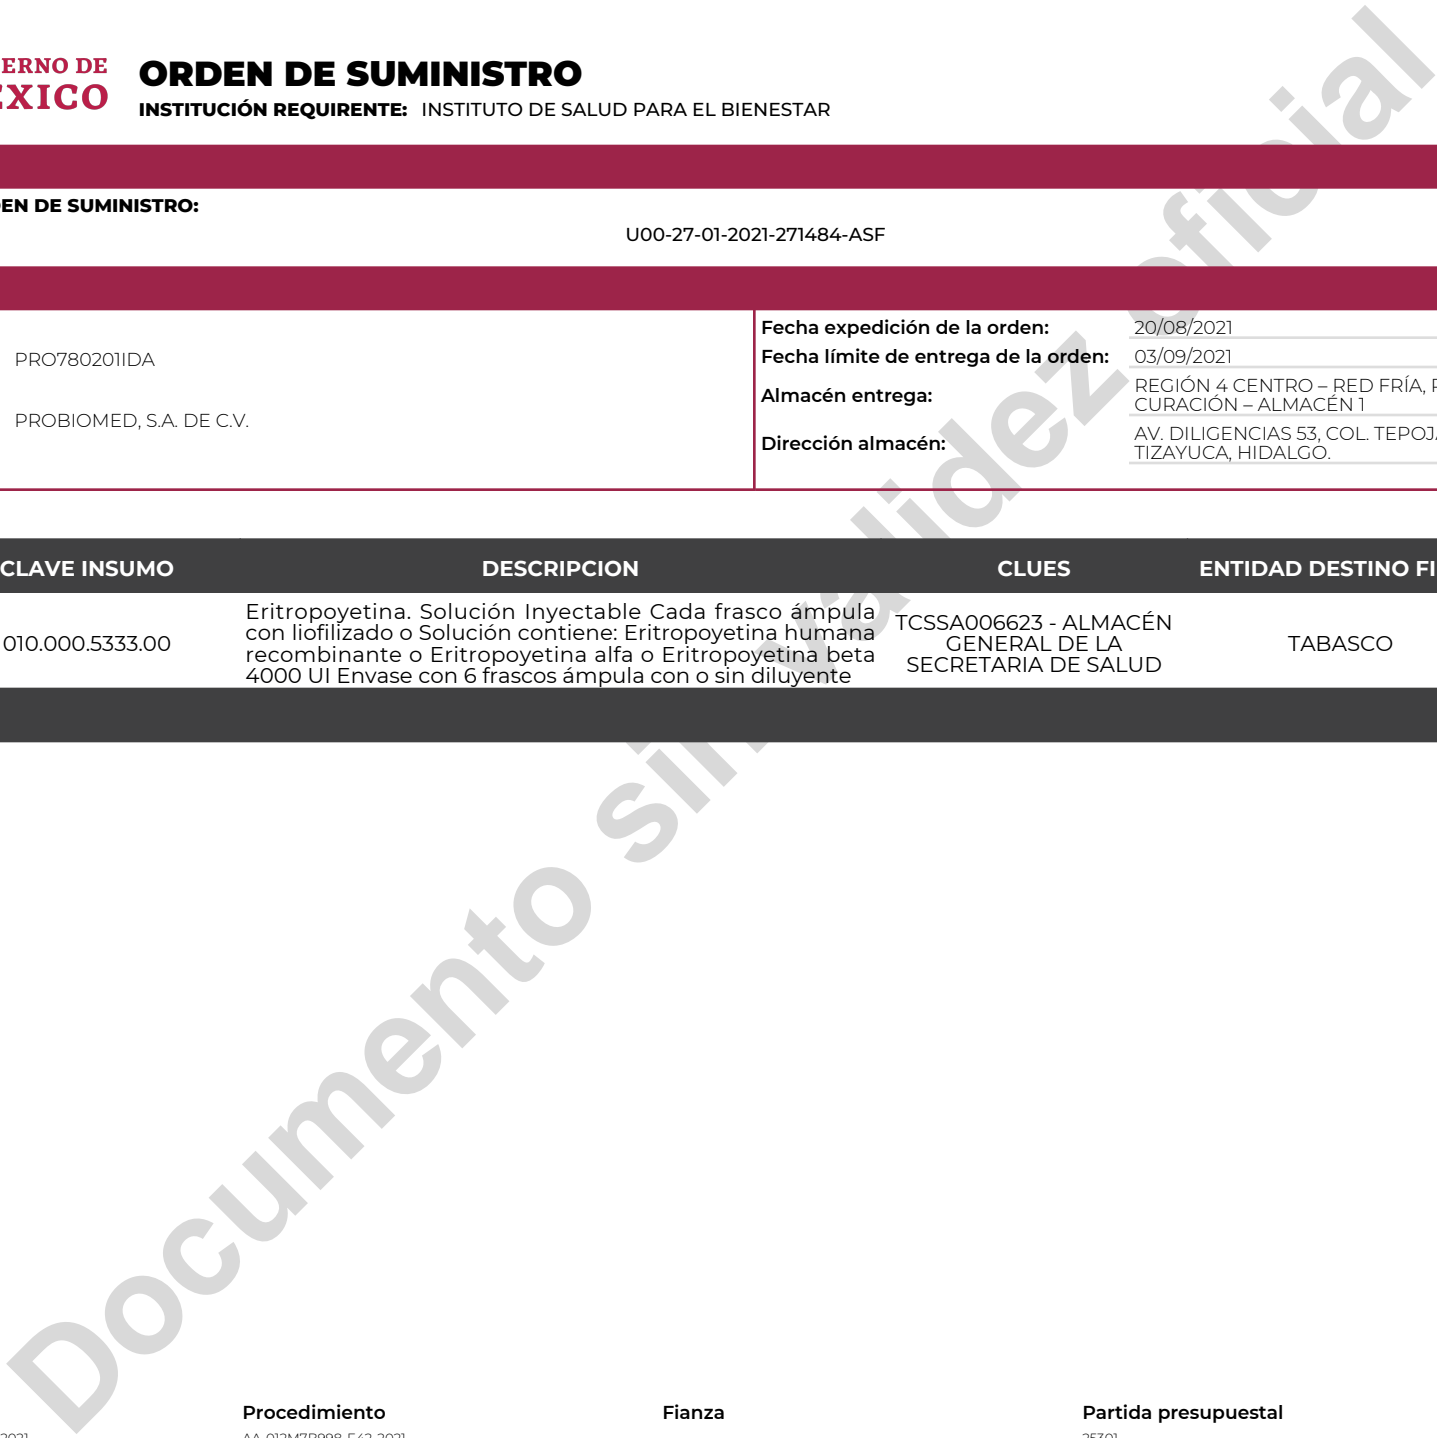 ERNO DE
ÉXICO
ORDEN DE SUMINISTRO
INSTITUCIÓN REQUIRENTE: INSTITUTO DE SALUD PARA EL BIENESTAR
EN DE SUMINISTRO:
U00-27-01-2021-271484-ASF
PRO780201IDA
PROBIOMED, S.A. DE C.V.
Fecha expedición de la orden: 20/08/2021
Fecha límite de entrega de la orden: 03/09/2021
Almacén entrega: REGIÓN 4 CENTRO – RED FRÍA,
CURACIÓN – ALMACÉN 1
Dirección almacén: AV. DILIGENCIAS 53, COL. TEPOJA
TIZAYUCA, HIDALGO.
CLAVE INSUMO DESCRIPCION CLUES ENTIDAD DESTINO FI
010.000.5333.00
Eritropoyetina. Solución Inyectable Cada frasco ámpula
con liofilizado o Solución contiene: Eritropoyetina humana
recombinante o Eritropoyetina alfa o Eritropoyetina beta
4000 UI Envase con 6 frascos ámpula con o sin diluyente
TCSSA006623 - ALMACÉN
GENERAL DE LA
SECRETARIA DE SALUD
TABASCO
Documento sin validez oficial
Procedimiento Fianza Partida presupuestal